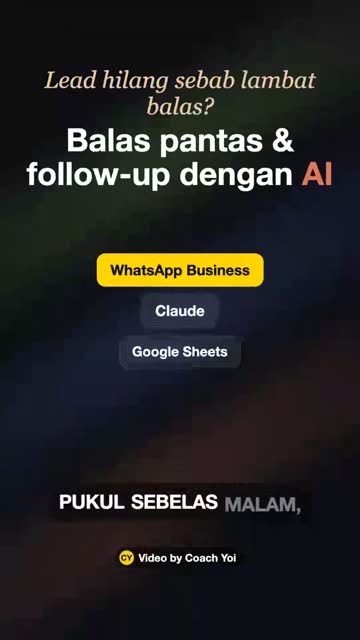 Lead hilang sebab lambat
balas?
Balas pantas &
follow-up dengan AI
WhatsApp Business
Claude
Google Sheets
PUKUL SEBELAS MALAM,
CY Video by Coach Yoi